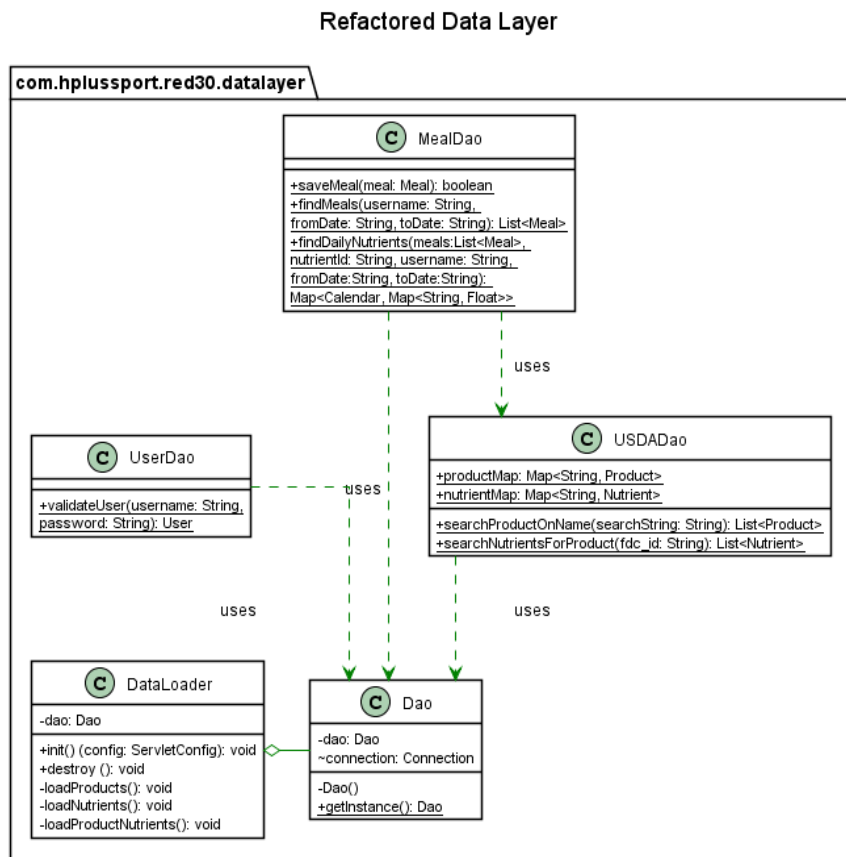 Refactored Data Layer
com.hplussport.red30.datalayer
C MealDao
+saveMeal(meal: Meal): boolean
+findMeals(username: String,
fromDate: String, toDate: String): List<Meal>
+findDailyNutrients(meals:List<Meal>,
nutrientId: String, username: String,
fromDate:String, toDate:String):
Map<Calendar, Map<String, Float>>
uses
C UserDao
+validateUser(username: String,
password: String): User
uses
C USDADao
+productMap: Map<String, Product>
+nutrientMap: Map<String, Nutrient>
+searchProductOnName(searchString: String): List<Product>
+searchNutrientsForProduct(fdc_id: String): List<Nutrient>
uses
uses
C DataLoader
-dao: Dao
+init() (config: ServletConfig): void
+destroy (): void
-loadProducts(): void
-loadNutrients(): void
-loadProductNutrients(): void
C Dao
-dao: Dao
~connection: Connection
-Dao()
+getInstance(): Dao